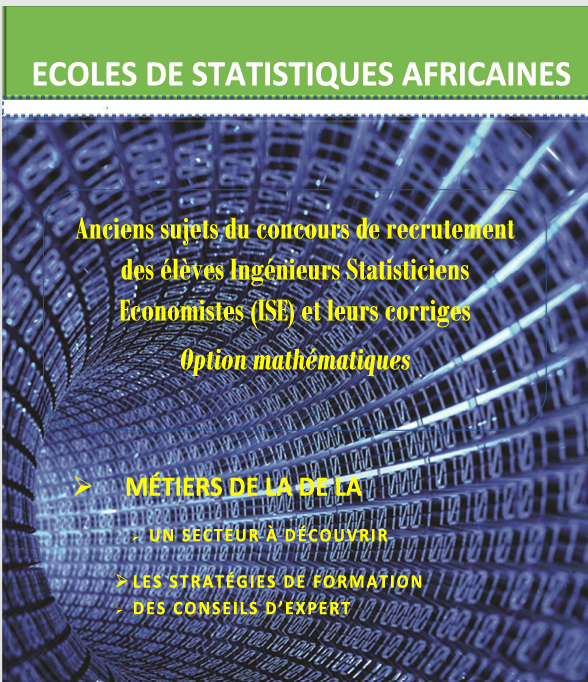 ECOLES DE STATISTIQUES AFRICAINES
Anciens sujets du concours de recrutement
des élèves Ingénieurs Statisticiens
Economistes (ISE) et leurs corriges
Option mathématiques
MÉTIERS DE LA DE LA
UN SECTEUR À DÉCOUVRIR
LES STRATÉGIES DE FORMATION
DES CONSEILS D’EXPERT